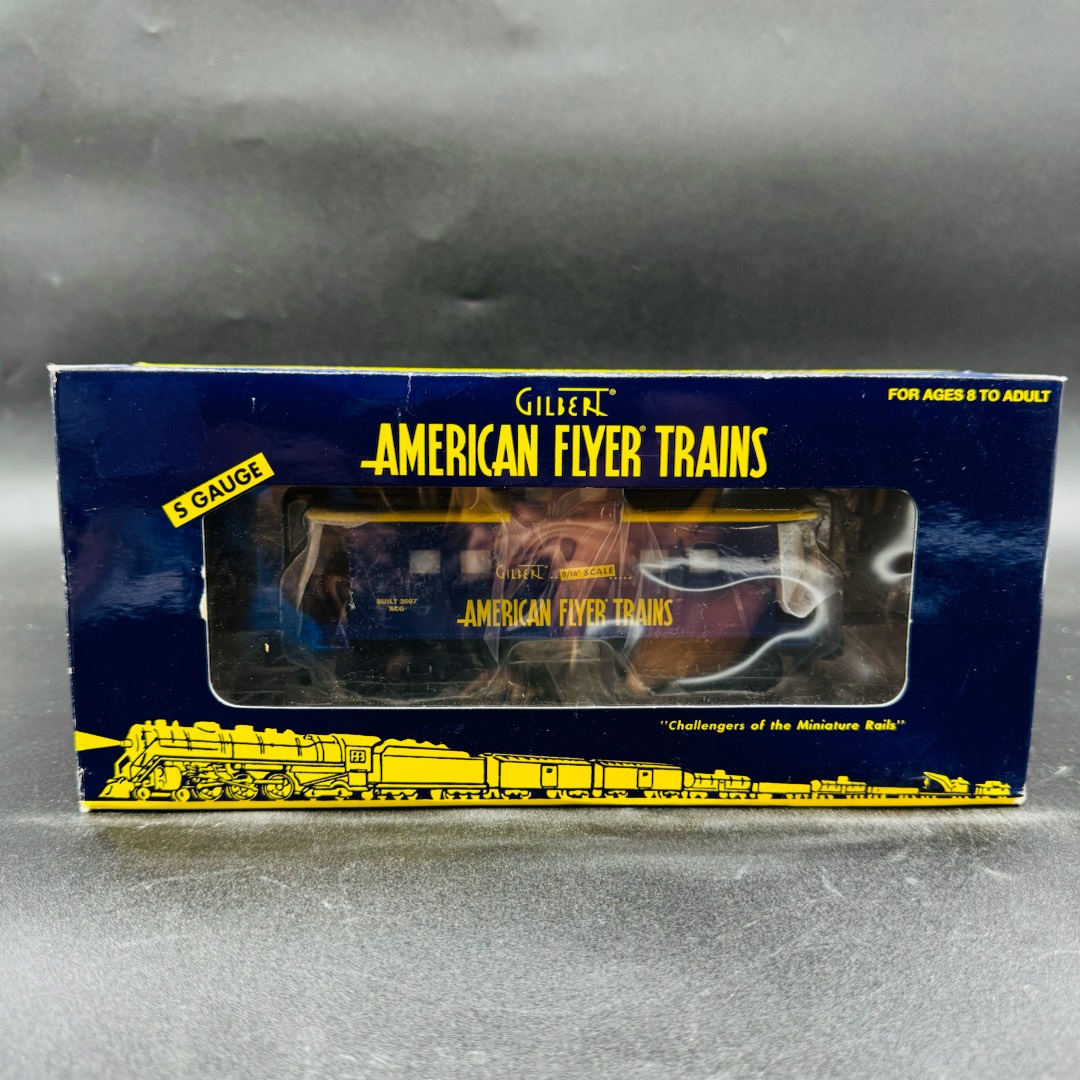 GILBERT®
AMERICAN FLYER® TRAINS
FOR AGES 8 TO ADULT
S GAUGE
GILBERT ... 3/16" SCALE ....
BUILT 2007
AMERICAN FLYER TRAINS
"Challengers of the Miniature Rails"